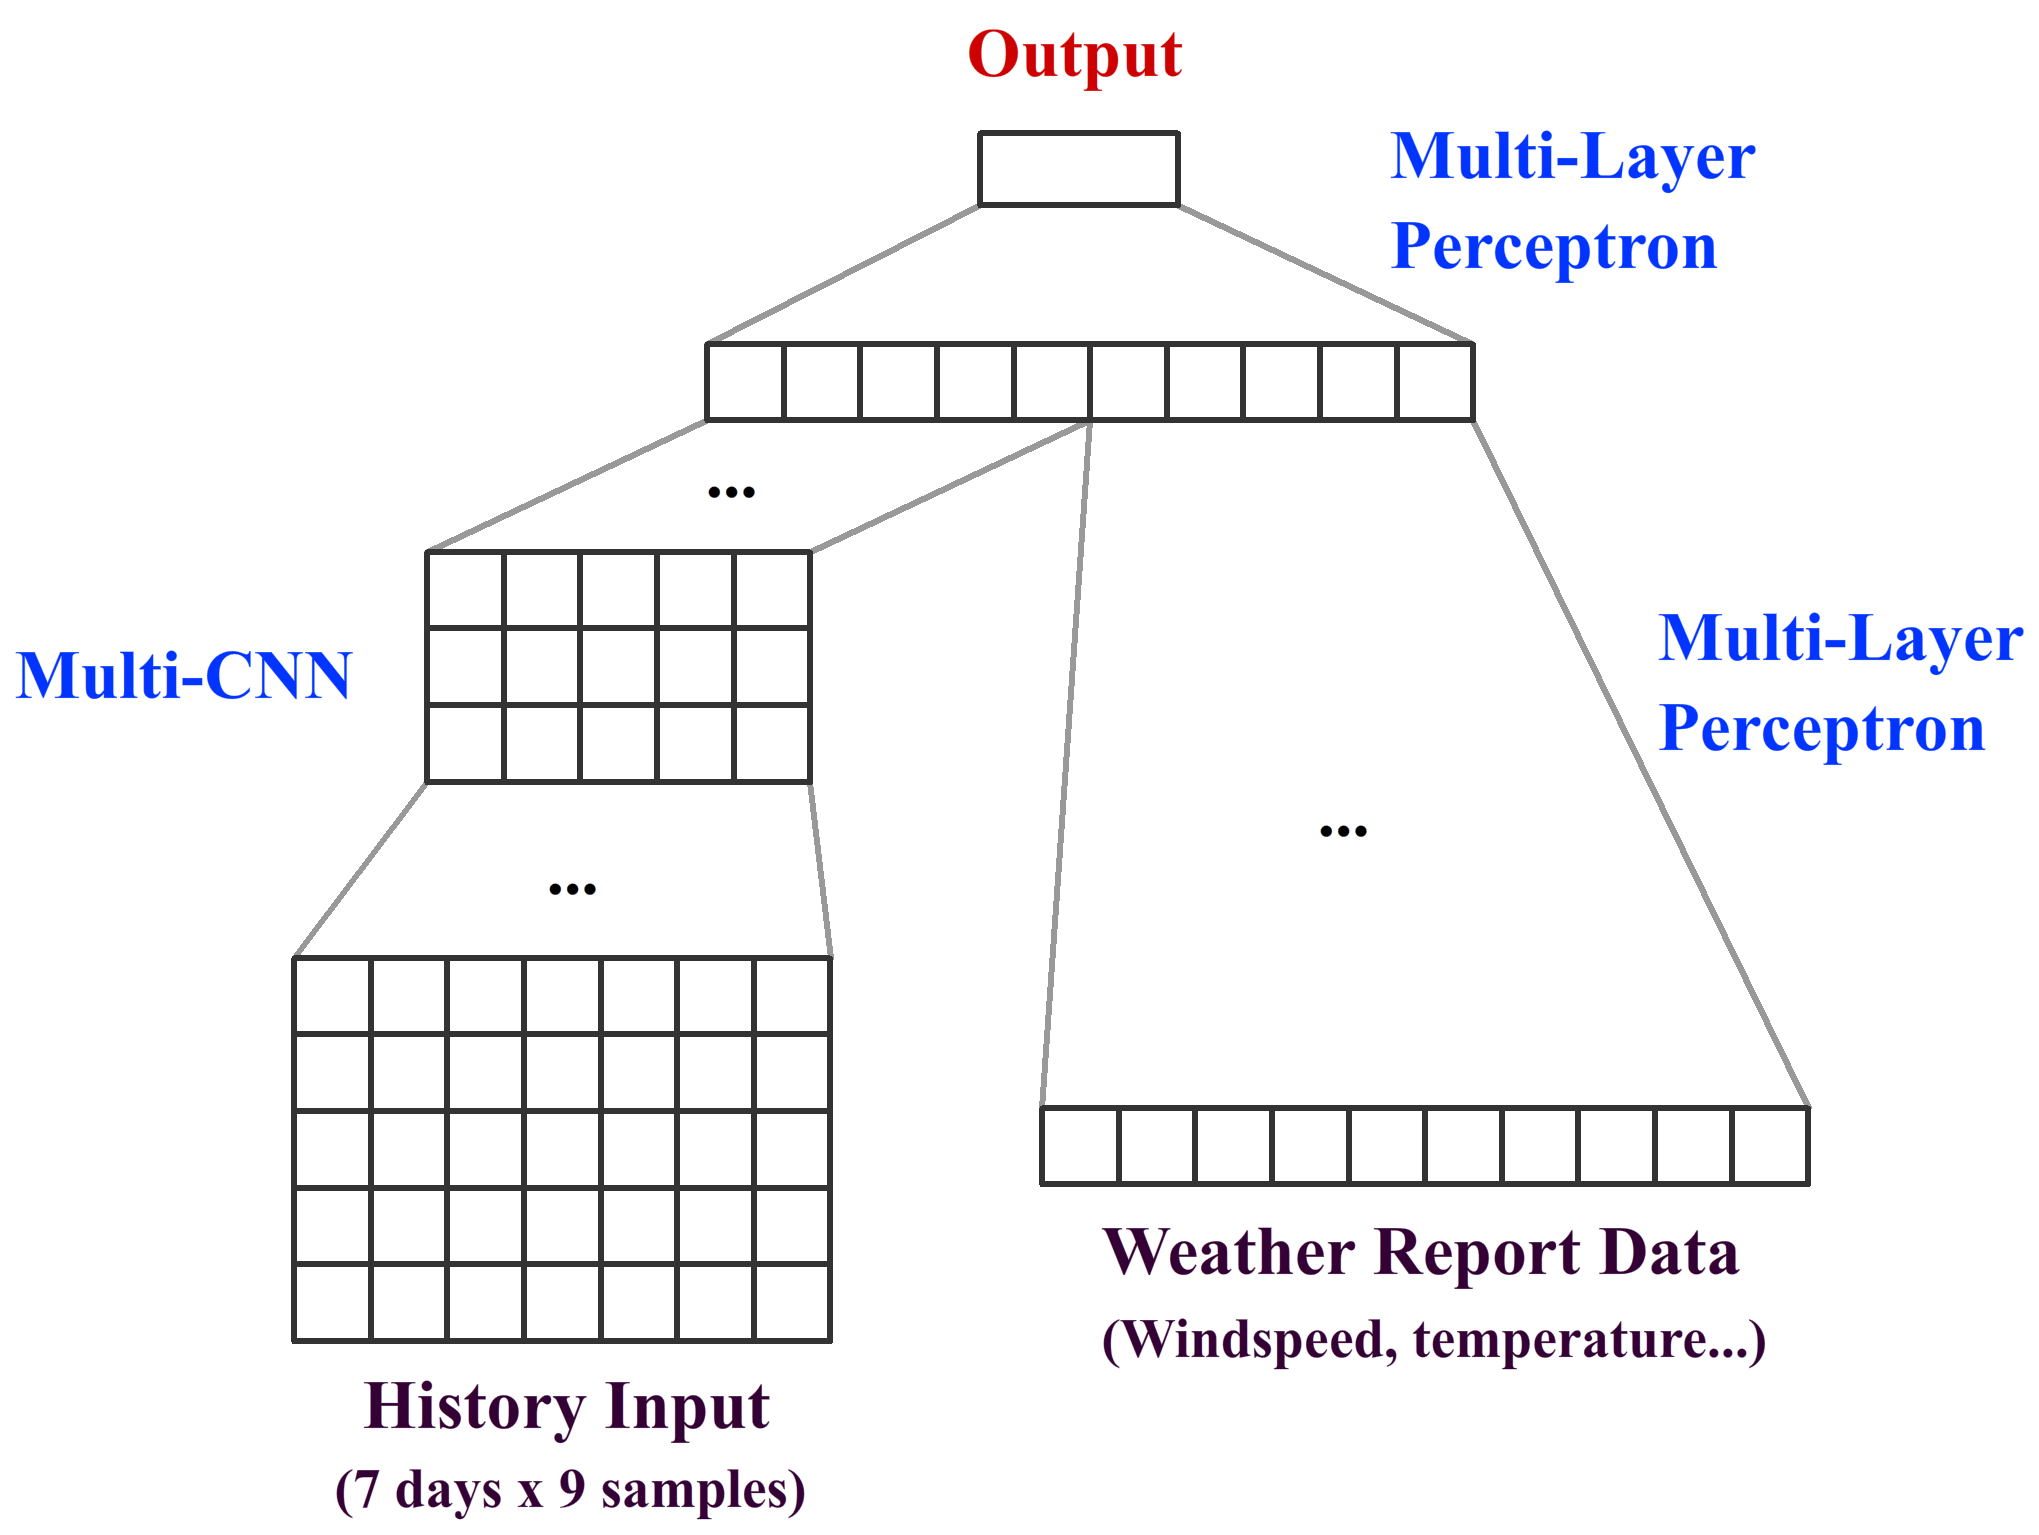 Output
Multi-Layer
Perceptron
...
Multi-CNN
Multi-Layer
Perceptron
...
...
Weather Report Data
(Windspeed, temperature...)
History Input
(7 days x 9 samples)